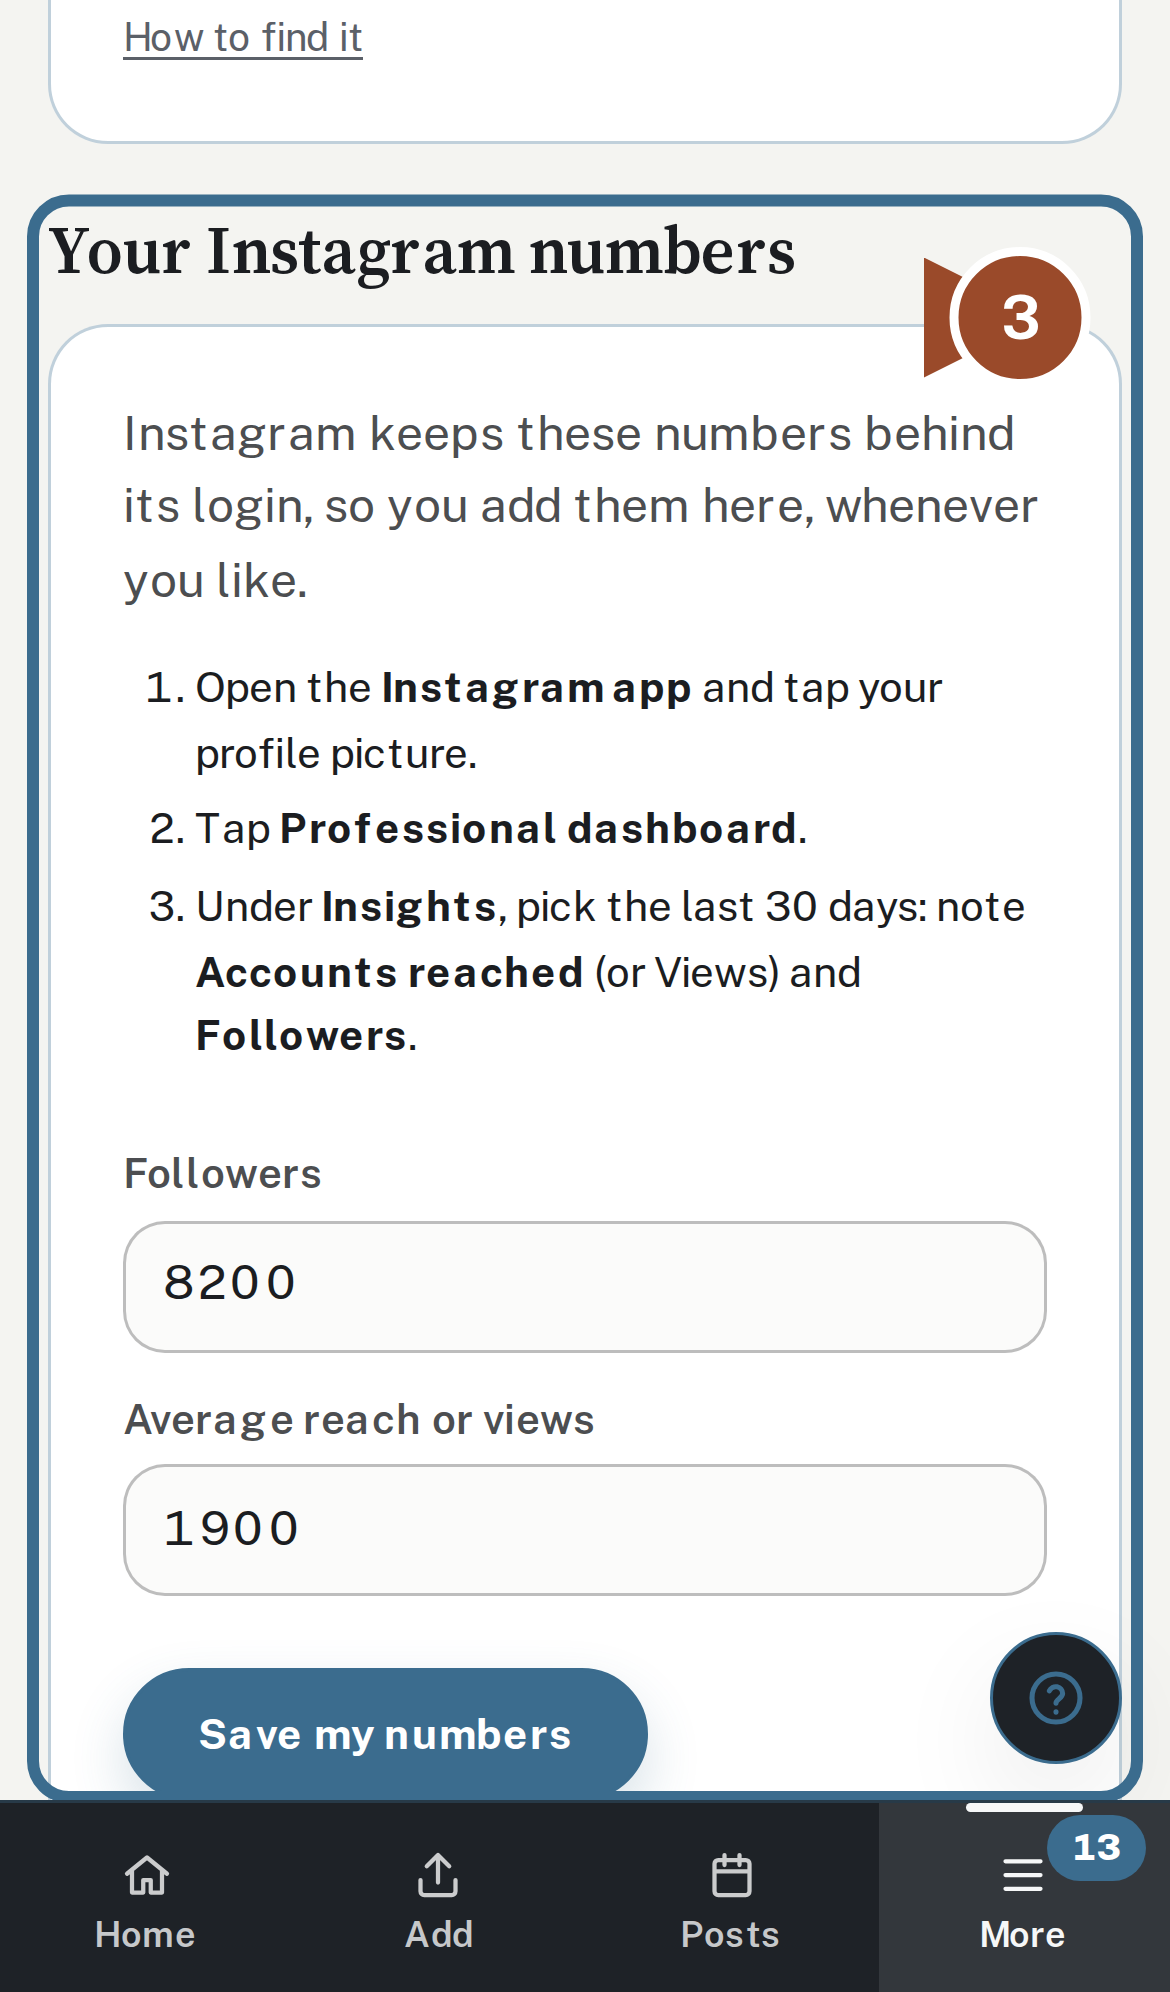 How to find it
Your Instagram numbers
3
Instagram keeps these numbers behind
its login, so you add them here, whenever
you like.
1. Open the Instagram app and tap your
profile picture.
2. Tap Professional dashboard.
3. Under Insights, pick the last 30 days: note
Accounts reached (or Views) and
Followers.
Followers
8200
Average reach or views
1900
Save my numbers
13
Home Add Posts More